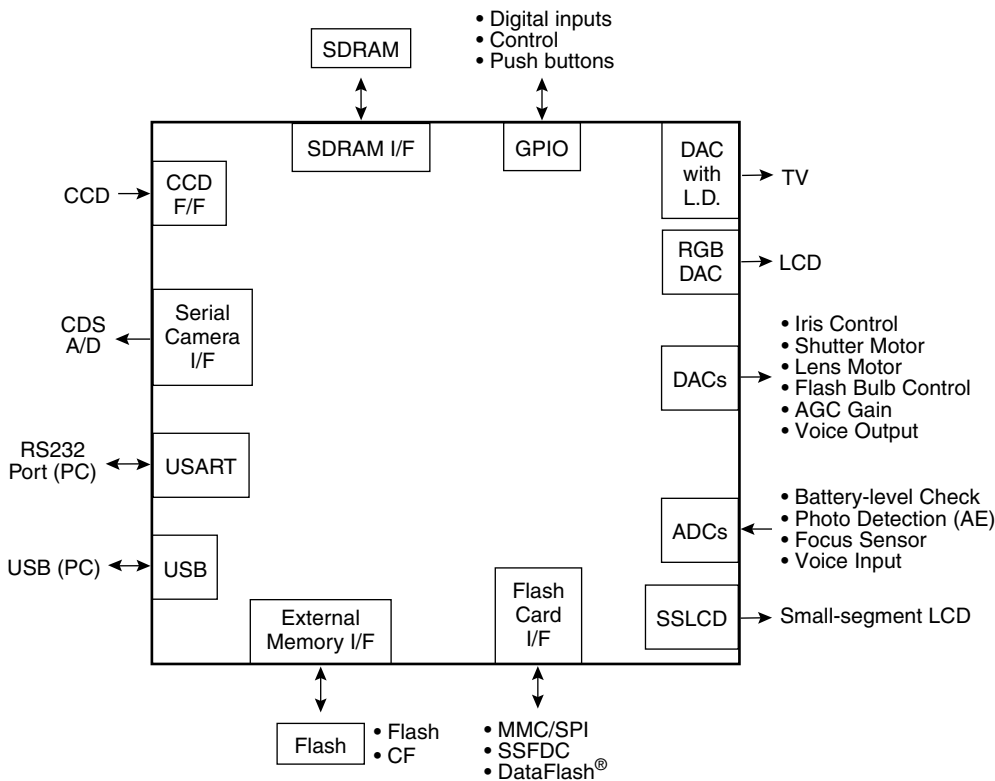 SDRAM
• Digital inputs
• Control
• Push buttons
SDRAM I/F
GPIO
DAC
with
L.D.
TV
CCD
CCD
F/F
RGB
DAC
LCD
CDS
A/D
Serial
Camera
I/F
DACs
• Iris Control
• Shutter Motor
• Lens Motor
• Flash Bulb Control
• AGC Gain
• Voice Output
RS232
Port (PC)
USART
ADCs
• Battery-level Check
• Photo Detection (AE)
• Focus Sensor
• Voice Input
USB (PC)
USB
External
Memory I/F
Flash
Card
I/F
SSLCD
Small-segment LCD
Flash
• Flash
• CF
• MMC/SPI
• SSFDC
• DataFlash®